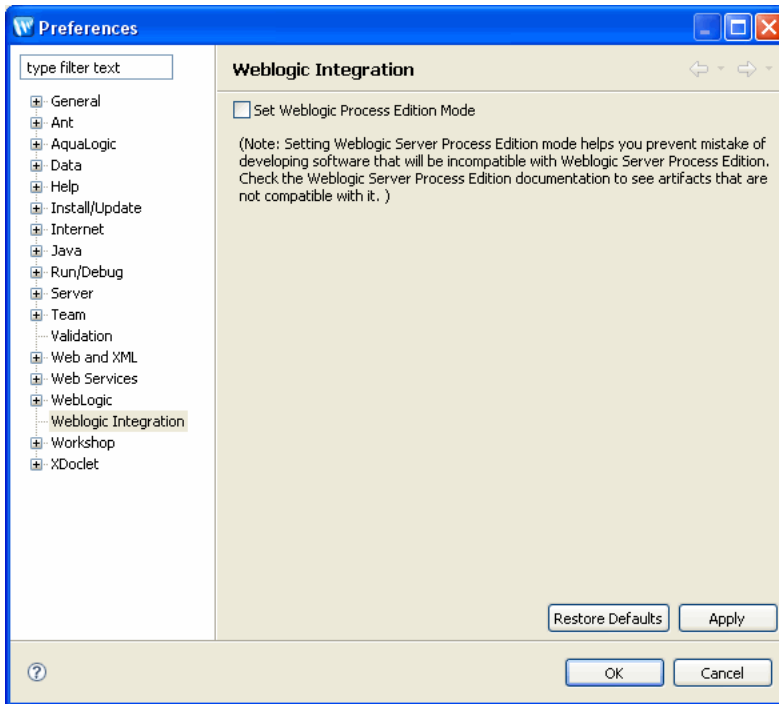 Preferences
type filter text
General
Ant
AquaLogic
Data
Help
Install/Update
Internet
Java
Run/Debug
Server
Team
Validation
Web and XML
Web Services
WebLogic
Weblogic Integration
Workshop
XDoclet
Weblogic Integration
Set Weblogic Process Edition Mode
(Note: Setting Weblogic Server Process Edition mode helps you prevent mistake of
developing software that will be incompatible with Weblogic Server Process Edition.
Check the Weblogic Server Process Edition documentation to see artifacts that are
not compatible with it. )
Restore Defaults
Apply
OK
Cancel